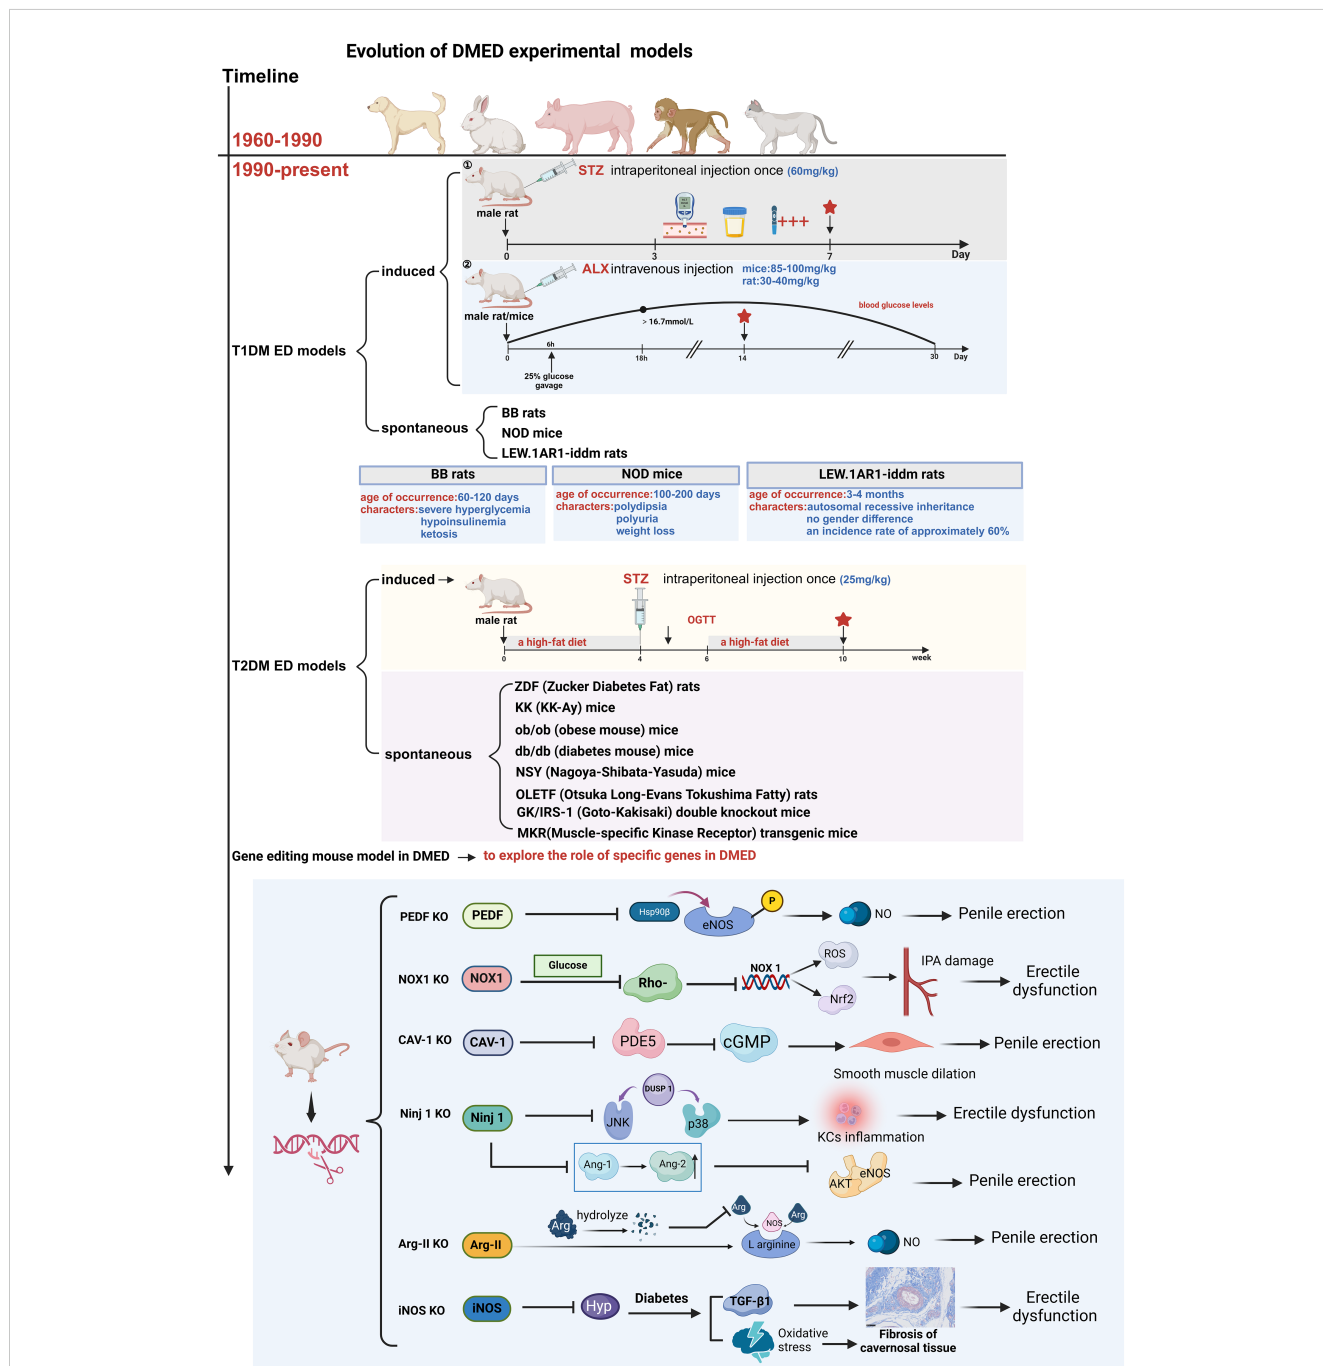 Evolution of DMED experimental models
Timeline
1960-1990
1990-present
①
STZ intraperitoneal injection once (60mg/kg)
male rat
+++
0
3
7
Day
induced
②
ALX intravenous injection
mice:85-100mg/kg
rat:30-40mg/kg
male rat/mice
blood glucose levels
> 16.7mmol/L
6h
0
18h
14
30
Day
25% glucose
gavage
T1DM ED models
spontaneous
BB rats
NOD mice
LEW.1AR1-iddm rats
BB rats
age of occurrence:60-120 days
characters:severe hyperglycemia
hypoinsulinemia
ketosis
NOD mice
age of occurrence:100-200 days
characters:polydipsia
polyuria
weight loss
LEW.1AR1-iddm rats
age of occurrence:3-4 months
characters:autosomal recessive inheritance
no gender difference
an incidence rate of approximately 60%
induced
STZ intraperitoneal injection once (25mg/kg)
male rat
OGTT
a high-fat diet
a high-fat diet
0
4
6
10
week
T2DM ED models
spontaneous
ZDF (Zucker Diabetes Fat) rats
KK (KK-Ay) mice
ob/ob (obese mouse) mice
db/db (diabetes mouse) mice
NSY (Nagoya-Shibata-Yasuda) mice
OLETF (Otsuka Long-Evans Tokushima Fatty) rats
GK/IRS-1 (Goto-Kakisaki) double knockout mice
MKR(Muscle-specific Kinase Receptor) transgenic mice
Gene editing mouse model in DMED
to explore the role of specific genes in DMED
PEDF KO
PEDF
Hsp90β
eNOS
P
NO
Penile erection
NOX1 KO
NOX1
Glucose
Rho-
NOX 1
ROS
Nrf2
IPA damage
Erectile
dysfunction
CAV-1 KO
CAV-1
PDE5
cGMP
Smooth muscle dilation
Penile erection
Ninj 1 KO
Ninj 1
DUSP 1
JNK
p38
KCs inflammation
Erectile dysfunction
Ang-1
Ang-2
AKT
eNOS
Penile erection
Arg-II KO
Arg-II
Arg
hydrolyze
Arg
NOS
Arg
L arginine
NO
Penile erection
iNOS KO
iNOS
Hyp
Diabetes
TGF-β1
Oxidative
stress
Fibrosis of
cavernosal tissue
Erectile
dysfunction